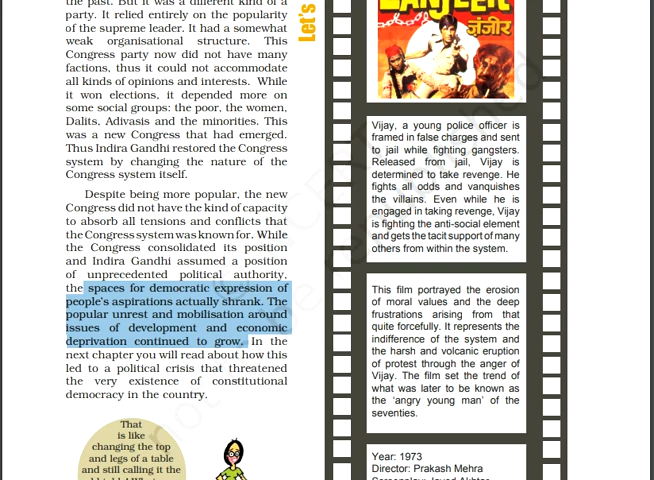 the past. But it was a different kind of a
party. It relied entirely on the popularity
of the supreme leader. It had a somewhat
weak organisational structure. This
Congress party now did not have many
factions, thus it could not accommodate
all kinds of opinions and interests. While
it won elections, it depended more on
some social groups: the poor, the women,
Dalits, Adivasis and the minorities. This
was a new Congress that had emerged.
Thus Indira Gandhi restored the Congress
system by changing the nature of the
Congress system itself.
Despite being more popular, the new
Congress did not have the kind of capacity
to absorb all tensions and conflicts that
the Congress system was known for. While
the Congress consolidated its position
and Indira Gandhi assumed a position
of unprecedented political authority,
the spaces for democratic expression of
people's aspirations actually shrank. The
popular unrest and mobilisation around
issues of development and economic
deprivation continued to grow. In the
next chapter you will read about how this
led to a political crisis that threatened
the very existence of constitutional
democracy in the country.
That
is like
changing the top
and legs of a table
and still calling it the
Let's
ZANJEER
ज़ंजीर
Vijay, a young police officer is
framed in false charges and sent
to jail while fighting gangsters.
Released from jail, Vijay is
determined to take revenge. He
fights all odds and vanquishes
the villains. Even while he is
engaged in taking revenge, Vijay
is fighting the anti-social element
and gets the tacit support of many
others from within the system.
This film portrayed the erosion
of moral values and the deep
frustrations arising from that
quite forcefully. It represents the
indifference of the system and
the harsh and volcanic eruption
of protest through the anger of
Vijay. The film set the trend of
what was later to be known as
the 'angry young man' of the
seventies.
Year: 1973
Director: Prakash Mehra
Screenplay: Javed Akhtar